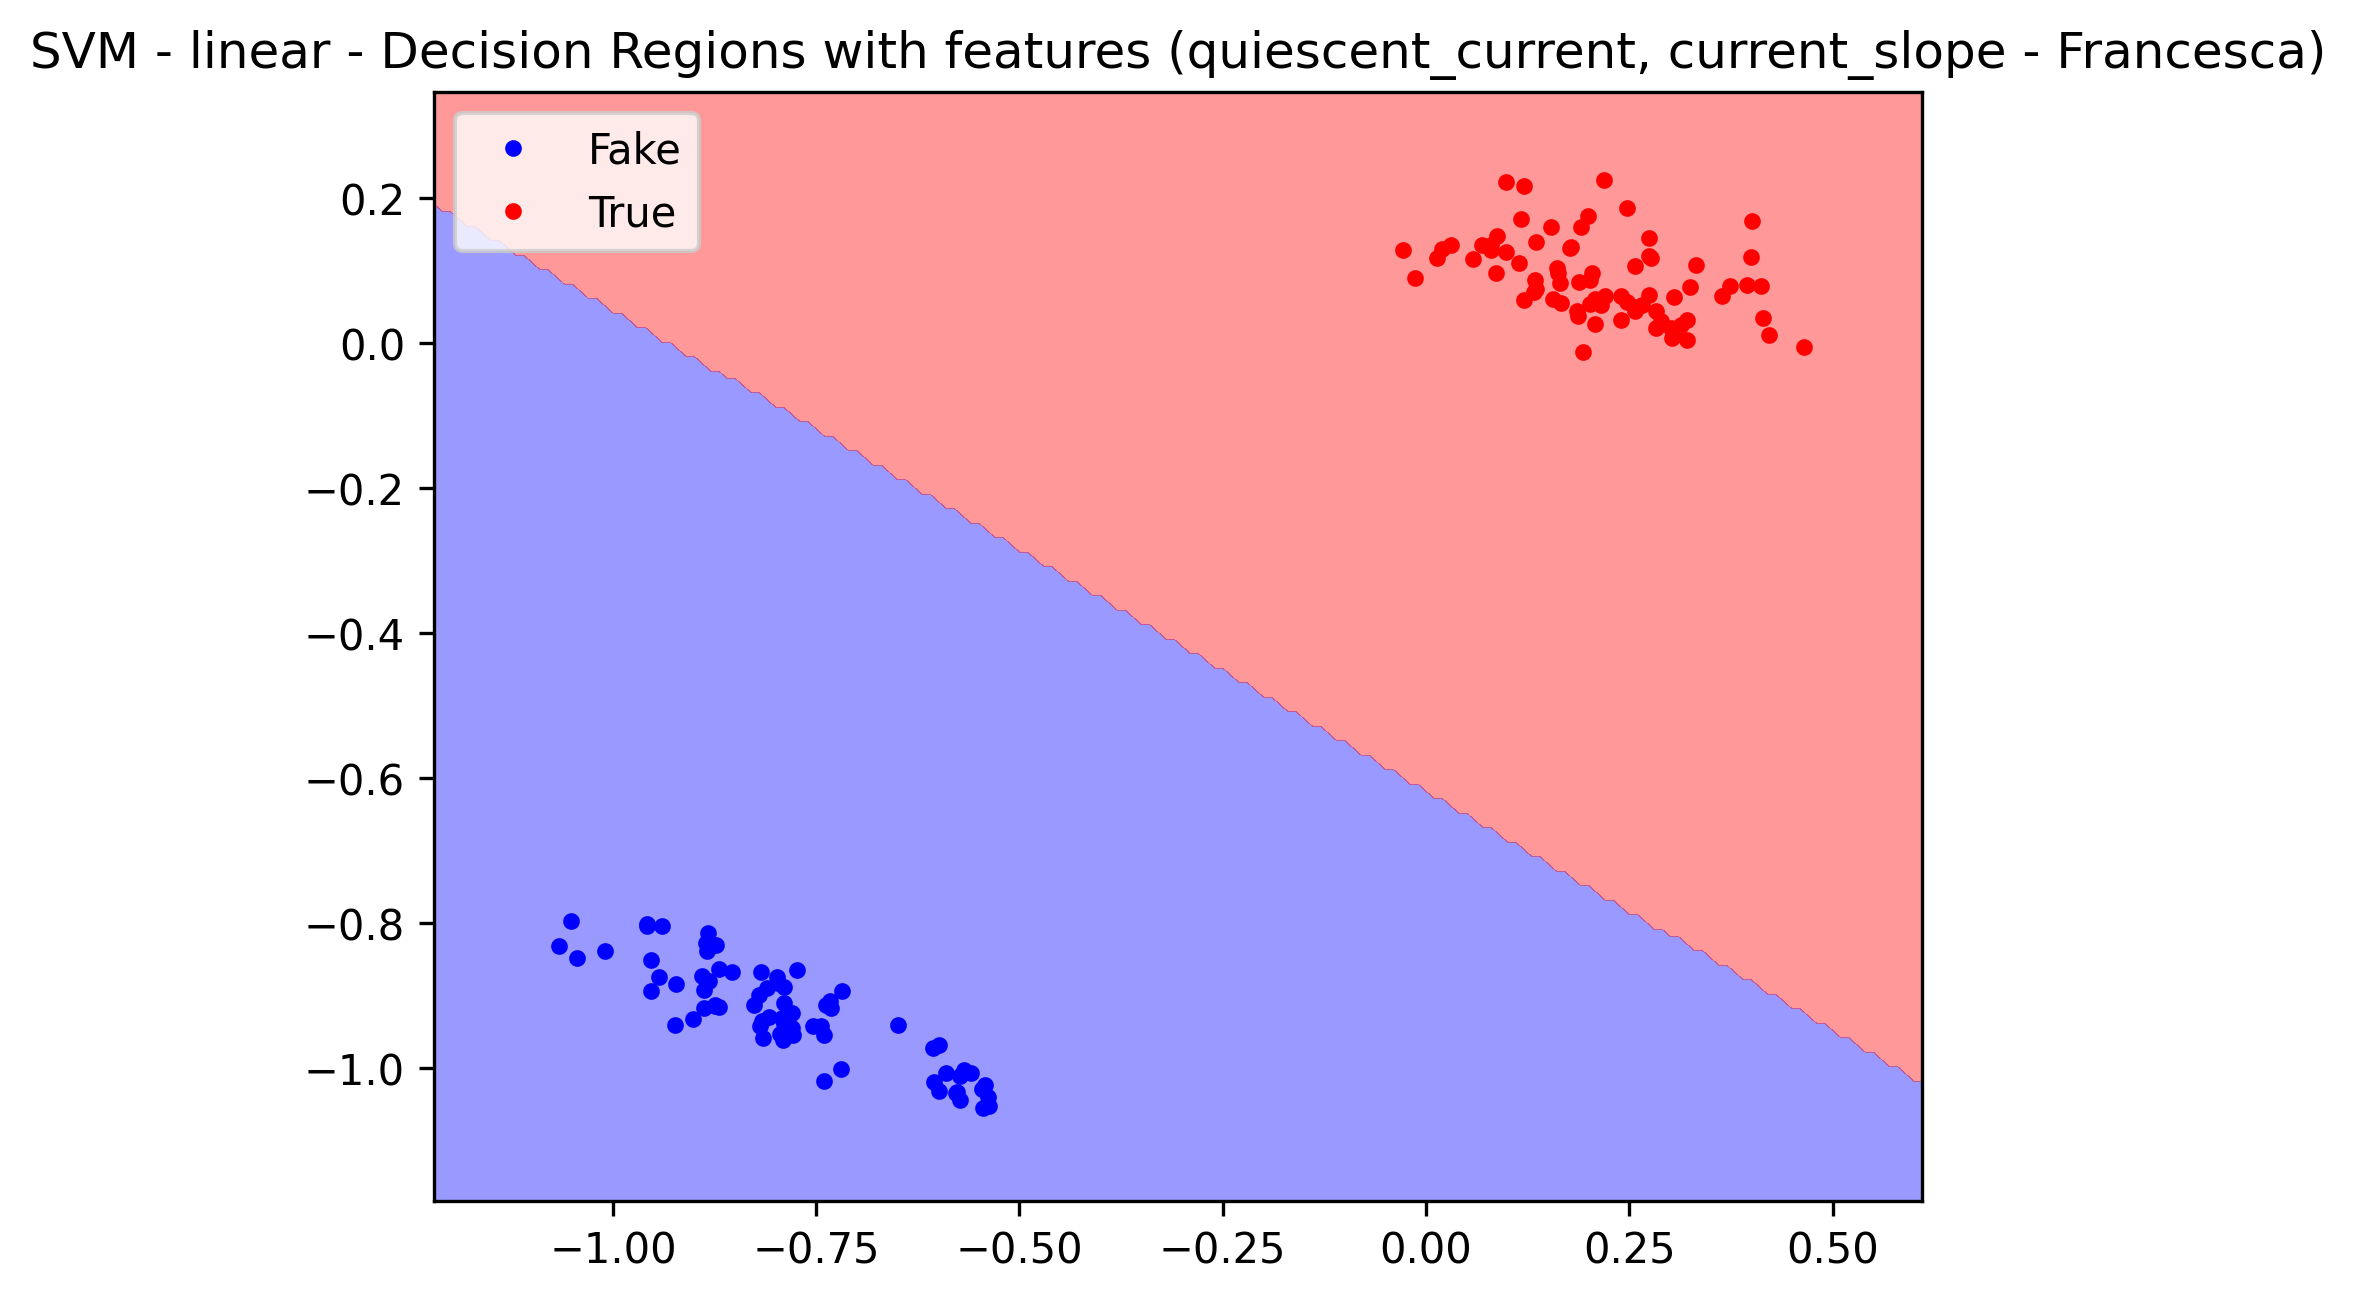 SVM - linear - Decision Regions with features (quiescent_current, current_slope - Francesca)
Fake
True
0.2
0.0
−0.2
−0.4
−0.6
−0.8
−1.0
−1.00 −0.75 −0.50 −0.25 0.00 0.25 0.50